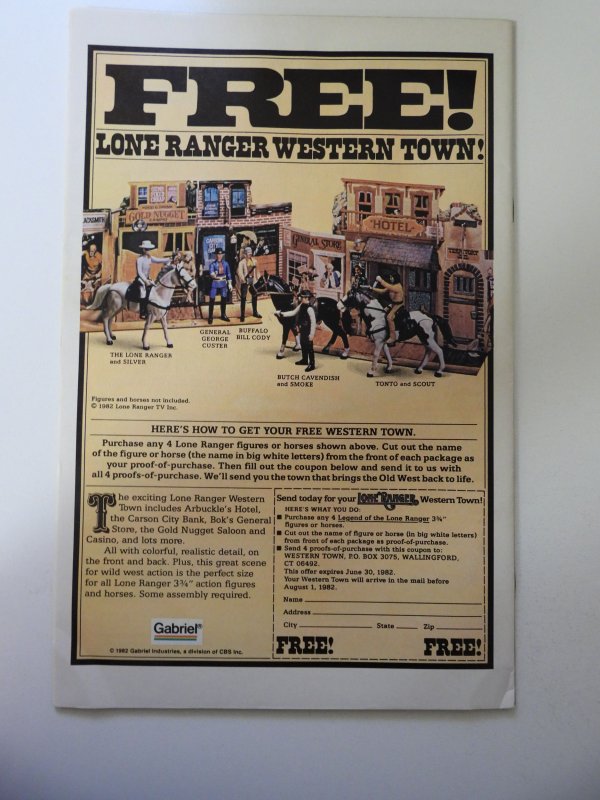 FREE!
LONE RANGER WESTERN TOWN!
GOLD NUGGET
CARSON CITY
GENERAL STORE
HOTEL
THE LONE RANGER
and SILVER
GENERAL
GEORGE
CUSTER
BUFFALO
BILL CODY
BUTCH CAVENDISH
and SMOKE
TONTO and SCOUT
Figures and horses not included.
© 1982 Lone Ranger TV Inc.
HERE'S HOW TO GET YOUR FREE WESTERN TOWN.
Purchase any 4 Lone Ranger figures or horses shown above. Cut out the name
of the figure or horse (the name in big white letters) from the front of each package as
your proof-of-purchase. Then fill out the coupon below and send it to us with
all 4 proofs-of-purchase. We'll send you the town that brings the Old West back to life.
The exciting Lone Ranger Western
Town includes Arbuckle's Hotel,
the Carson City Bank, Bok's General
Store, the Gold Nugget Saloon and
Casino, and lots more.
All with colorful, realistic detail, on
the front and back. Plus, this great scene
for wild west action is the perfect size
for all Lone Ranger 3¾" action figures
and horses. Some assembly required.
Gabriel®
© 1982 Gabriel Industries, a division of CBS Inc.
Send today for your LONE RANGER Western Town!
HERE'S WHAT YOU DO:
■ Purchase any 4 Legend of the Lone Ranger 3¾"
figures or horses.
■ Cut out the name of figure or horse (in big white letters)
from front of each package as proof-of-purchase.
■ Send 4 proofs-of-purchase with this coupon to:
WESTERN TOWN, P.O. BOX 3075, WALLINGFORD,
CT 06492.
This offer expires June 30, 1982.
Your Western Town will arrive in the mail before
August 1, 1982.
Name
Address
City State Zip
FREE! FREE!